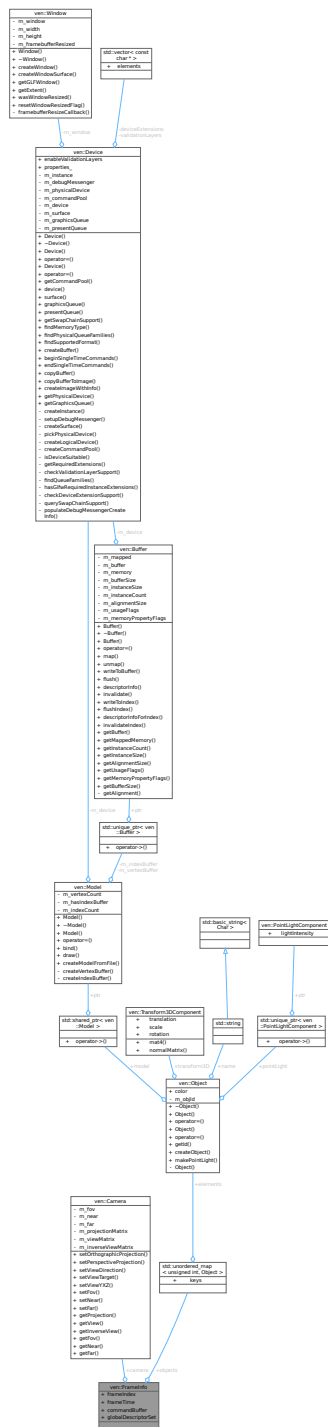 ven::Window
- m_window
- m_width
- m_height
- m_framebufferResized
+ Window()
+ ~Window()
+ createWindow()
+ createWindowSurface()
+ getGLFWindow()
+ getExtent()
+ wasWindowResized()
+ resetWindowResizedFlag()
- framebufferResizeCallback()
std::vector< const
char * >
+ elements
-m_window
-deviceExtensions
-validationLayers
ven::Device
+ enableValidationLayers
+ properties_
- m_instance
- m_debugMessenger
- m_physicalDevice
- m_commandPool
- m_device
- m_surface
- m_graphicsQueue
- m_presentQueue
+ Device()
+ ~Device()
+ Device()
+ operator=()
+ Device()
+ operator=()
+ getCommandPool()
+ device()
+ surface()
+ graphicsQueue()
+ presentQueue()
+ getSwapChainSupport()
+ findMemoryType()
+ findPhysicalQueueFamilies()
+ findSupportedFormat()
+ createBuffer()
+ beginSingleTimeCommands()
+ endSingleTimeCommands()
+ copyBuffer()
+ copyBufferToImage()
+ createImageWithInfo()
+ getPhysicalDevice()
+ getGraphicsQueue()
- createInstance()
- setupDebugMessenger()
- createSurface()
- pickPhysicalDevice()
- createLogicalDevice()
- createCommandPool()
- isDeviceSuitable()
- getRequiredExtensions()
- checkValidationLayerSupport()
- findQueueFamilies()
- hasGlfwRequiredInstanceExtensions()
- checkDeviceExtensionSupport()
- querySwapChainSupport()
- populateDebugMessengerCreate
Info()
-m_device
ven::Buffer
- m_mapped
- m_buffer
- m_memory
- m_bufferSize
- m_instanceSize
- m_instanceCount
- m_alignmentSize
- m_usageFlags
- m_memoryPropertyFlags
+ Buffer()
+ ~Buffer()
+ Buffer()
+ operator=()
+ map()
+ unmap()
+ writeToBuffer()
+ flush()
+ descriptorInfo()
+ invalidate()
+ writeToIndex()
+ flushIndex()
+ descriptorInfoForIndex()
+ invalidateIndex()
+ getBuffer()
+ getMappedMemory()
+ getInstanceCount()
+ getInstanceSize()
+ getAlignmentSize()
+ getUsageFlags()
+ getMemoryPropertyFlags()
+ getBufferSize()
- getAlignment()
-m_device
+ptr
std::unique_ptr< ven
::Buffer >
+ operator->()
-m_indexBuffer
-m_vertexBuffer
ven::Model
- m_vertexCount
- m_hasIndexBuffer
- m_indexCount
+ Model()
+ ~Model()
+ Model()
+ operator=()
+ bind()
+ draw()
+ createModelFromFile()
- createVertexBuffer()
- createIndexBuffer()
std::basic_string<
Char >
ven::PointLightComponent
+ lightIntensity
+ptr
+ptr
std::shared_ptr< ven
::Model >
+ operator->()
ven::Transform3DComponent
+ translation
+ scale
+ rotation
+ mat4()
+ normalMatrix()
std::string
std::unique_ptr< ven
::PointLightComponent >
+ operator->()
+model
+transform3D
+name
+pointLight
ven::Object
+ color
- m_objId
+ ~Object()
+ Object()
+ operator=()
+ Object()
+ operator=()
+ getId()
+ createObject()
+ makePointLight()
- Object()
+elements
ven::Camera
- m_fov
- m_near
- m_far
- m_projectionMatrix
- m_viewMatrix
- m_inverseViewMatrix
+ setOrthographicProjection()
+ setPerspectiveProjection()
+ setViewDirection()
+ setViewTarget()
+ setViewYXZ()
+ setFov()
+ setNear()
+ setFar()
+ getProjection()
+ getView()
+ getInverseView()
+ getFov()
+ getNear()
+ getFar()
std::unordered_map
< unsigned int, Object >
+ keys
+camera
+objects
ven::FrameInfo
+ frameIndex
+ frameTime
+ commandBuffer
+ globalDescriptorSet